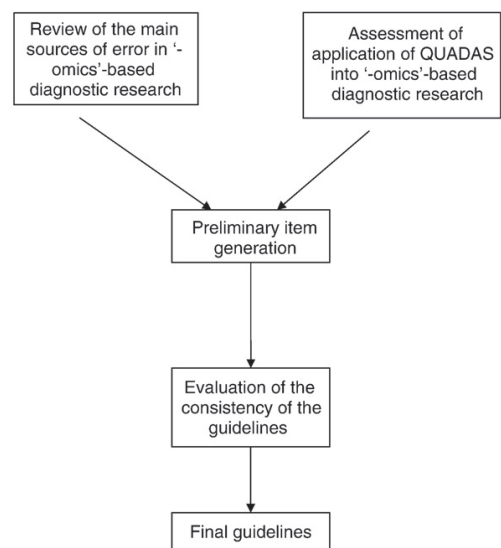 Review of the main
sources of error in ‘-
omics’-based
diagnostic research
Assessment of
application of QUADAS
into ‘-omics’-based
diagnostic research
Preliminary item
generation
Evaluation of the
consistency of the
guidelines
Final guidelines